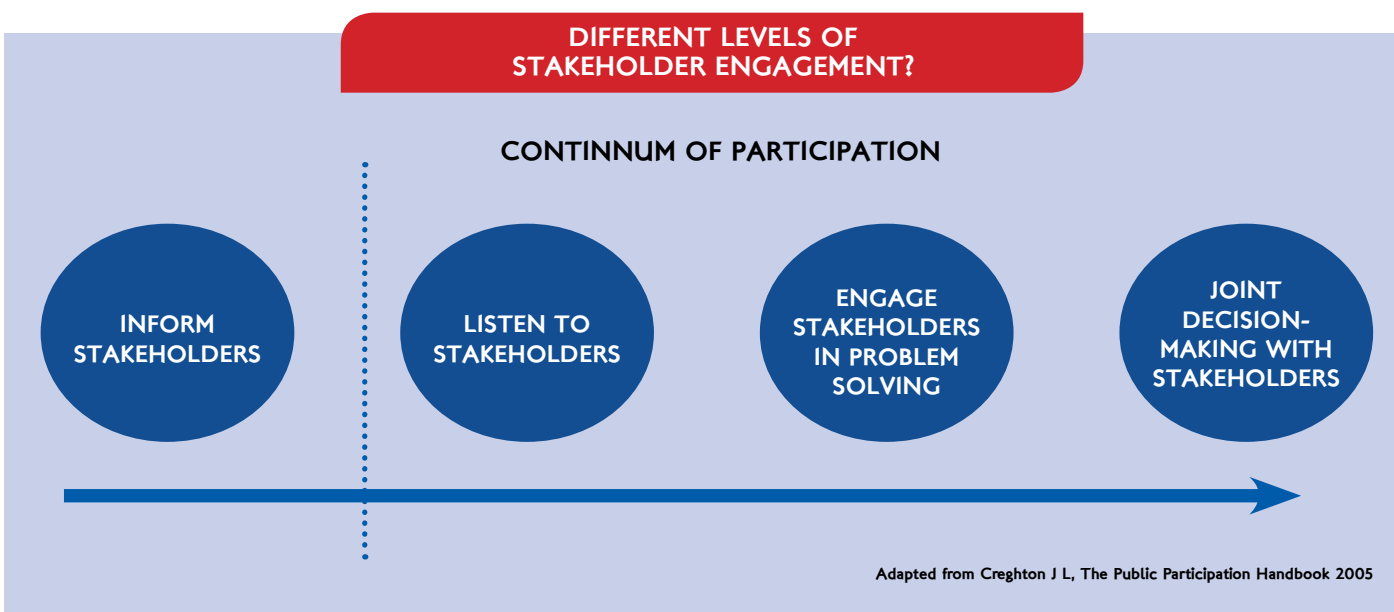 DIFFERENT LEVELS OF
STAKEHOLDER ENGAGEMENT?
CONTINNUM OF PARTICIPATION
INFORM
STAKEHOLDERS
LISTEN TO
STAKEHOLDERS
ENGAGE
STAKEHOLDERS
IN PROBLEM
SOLVING
JOINT
DECISION-
MAKING WITH
STAKEHOLDERS
Adapted from Creghton J L, The Public Participation Handbook 2005